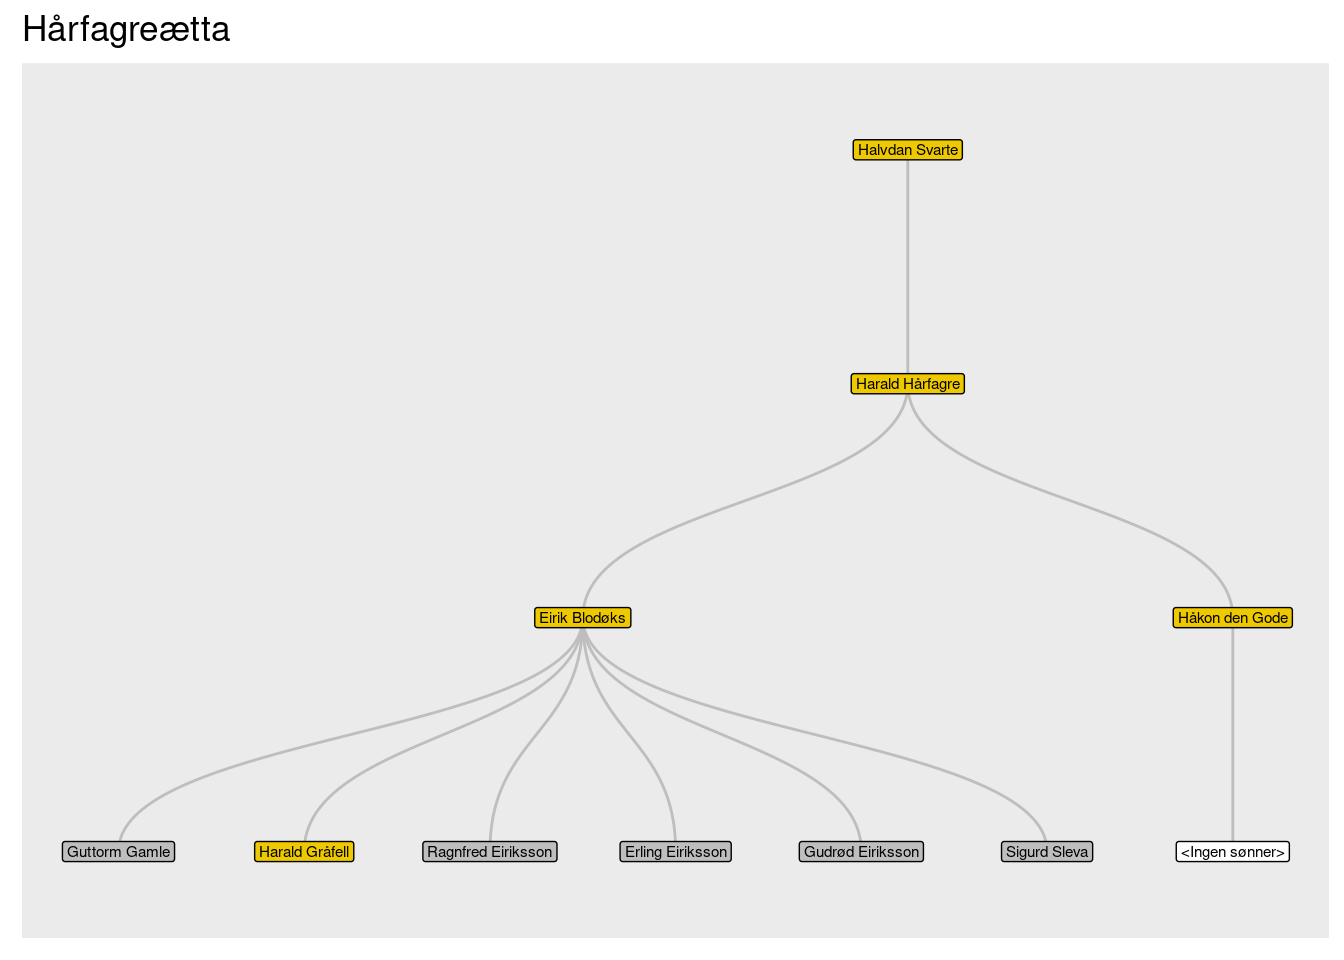 Hårfagreætta
Halvdan Svarte
Harald Hårfagre
Eirik Blodøks
Håkon den Gode
Guttorm Gamle
Harald Gråfell
Ragnfred Eiriksson
Erling Eiriksson
Gudrød Eiriksson
Sigurd Sleva
<Ingen sønner>